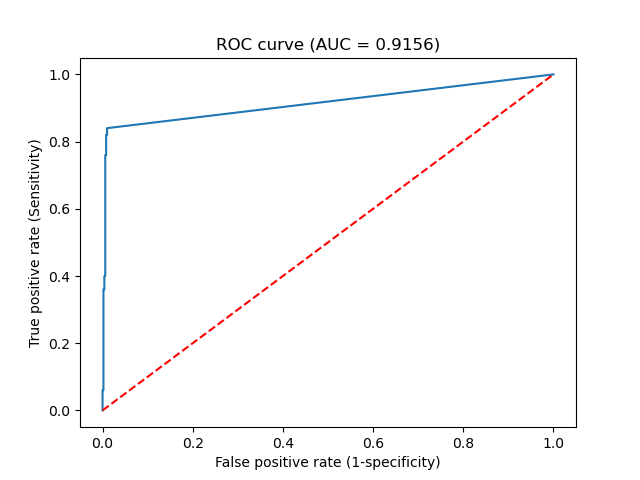 ROC curve (AUC = 0.9156)
1.0
0.8
0.6
0.4
0.2
0.0
True positive rate (Sensitivity)
0.0 0.2 0.4 0.6 0.8 1.0
False positive rate (1-specificity)